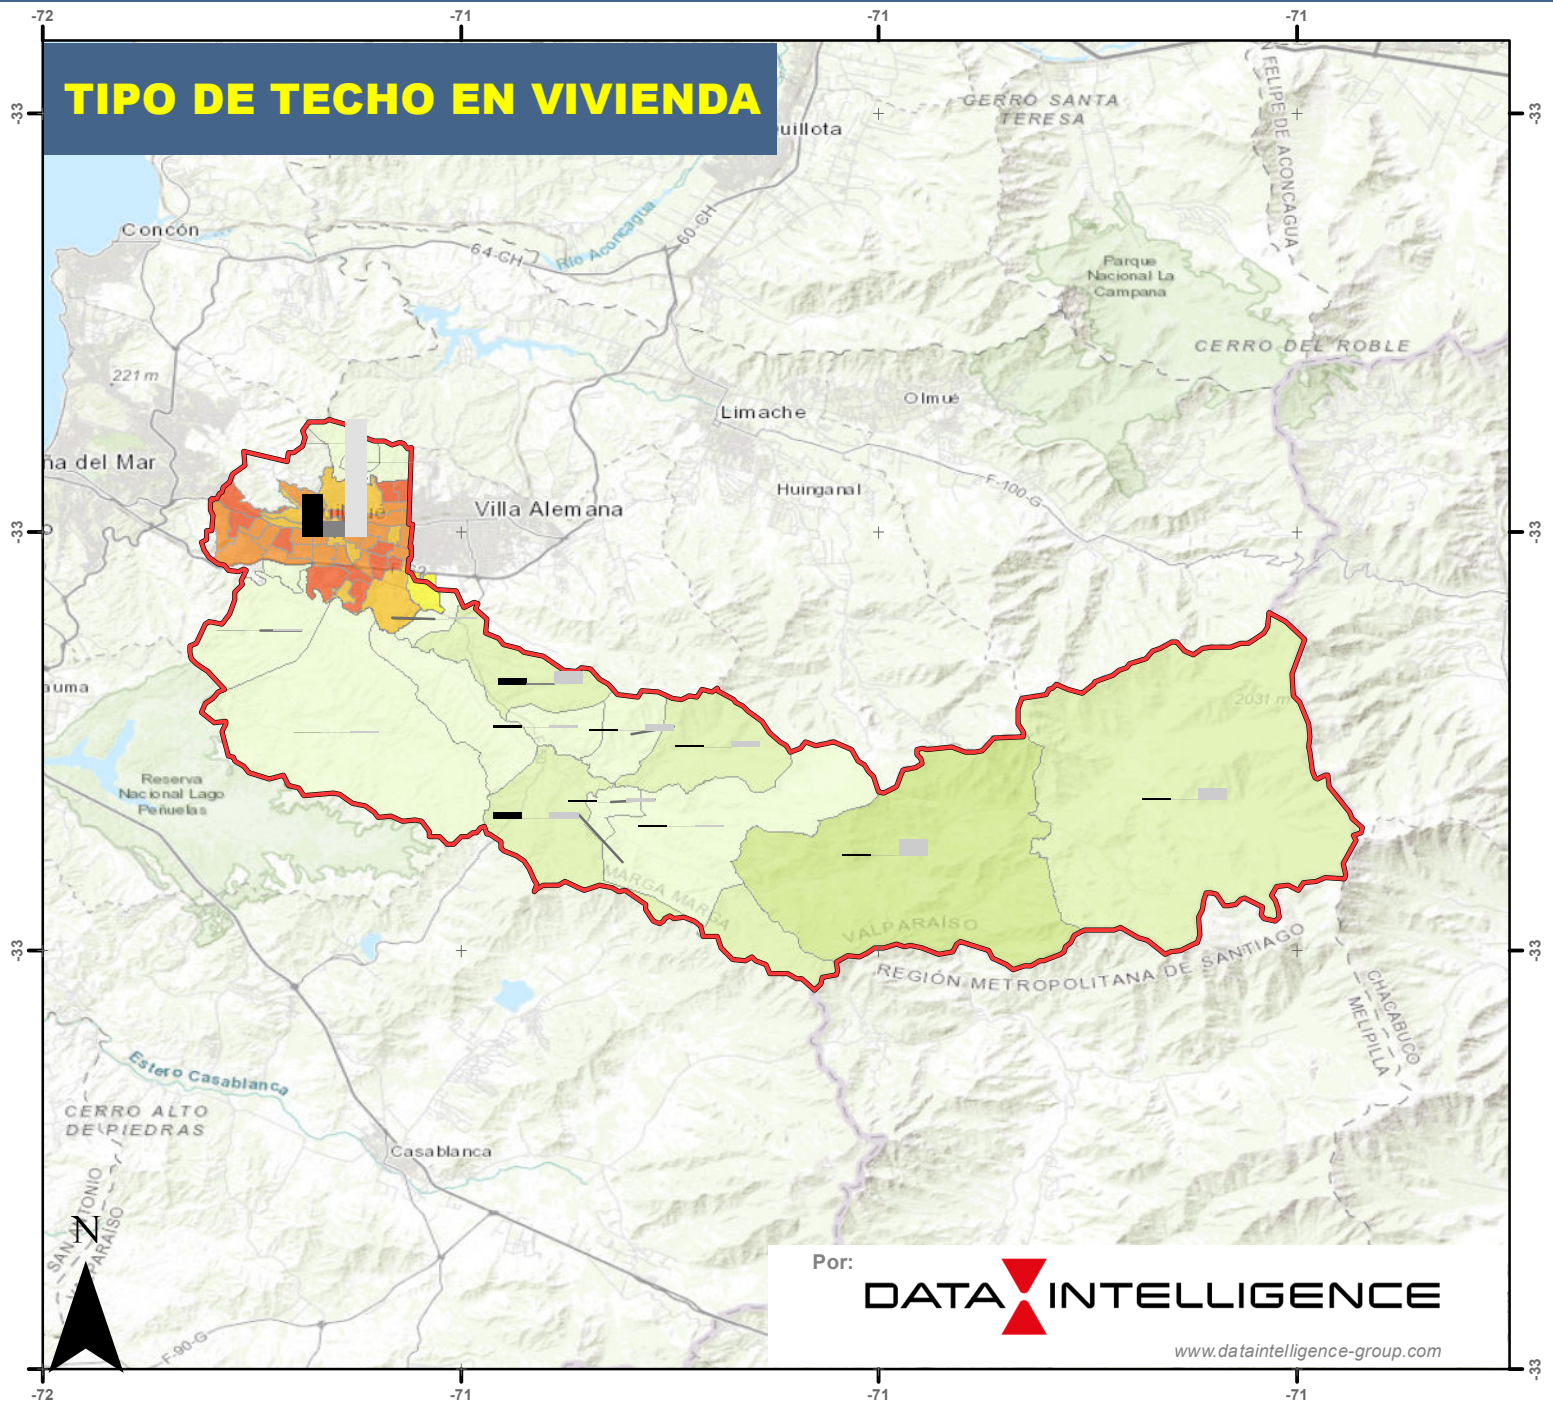 -72
-71
-71
-71
TIPO DE TECHO EN VIVIENDA
-33
-33
uillota
CERRO SANTA
TERESA
FELIPE DE ACONCAGUA
Concón
64-CH
Río Aconcagua
60-CH
Parque
Nacional La
Campana
CERRO DEL ROBLE
221 m
Limache
Olmué
ña del Mar
Huinganal
F-100-G
Villa Alemana
-33
-33
auma
2031 m
Reserva
Nacional Lago
Peñuelas
MARGA MARGA
VALPARAÍSO
REGIÓN METROPOLITANA DE SANTIAGO
-33
-33
CHACABUCO
MELIPILLA
Estero Casablanca
CERRO ALTO
DE PIEDRAS
Casablanca
SAN ANTONIO
VALPARAÍSO
N
F-90-G
Por:
DATA INTELLIGENCE
www.dataintelligence-group.com
-33
-72
-71
-71
-71